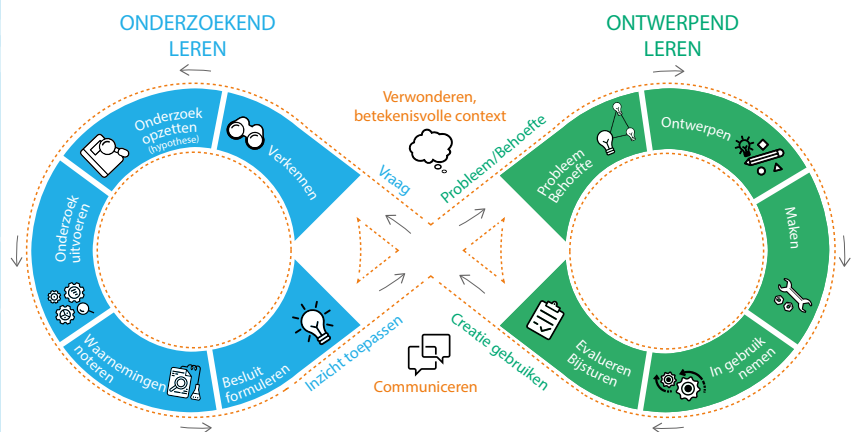 ONDERZOEKEND
LEREN
ONTWERPEND
LEREN
Verwonderen,
betekenisvolle context
Vraag
Probleem/Behoefte
Verkennen
Onderzoek
opzetten
(hypothese)
Onderzoek
uitvoeren
Waarnemingen
noteren
Besluit
formuleren
Inzicht toepassen
Probleem
Behoefte
Ontwerpen
Maken
In gebruik
nemen
Evalueren
Bijsturen
Creatie gebruiken
Communiceren